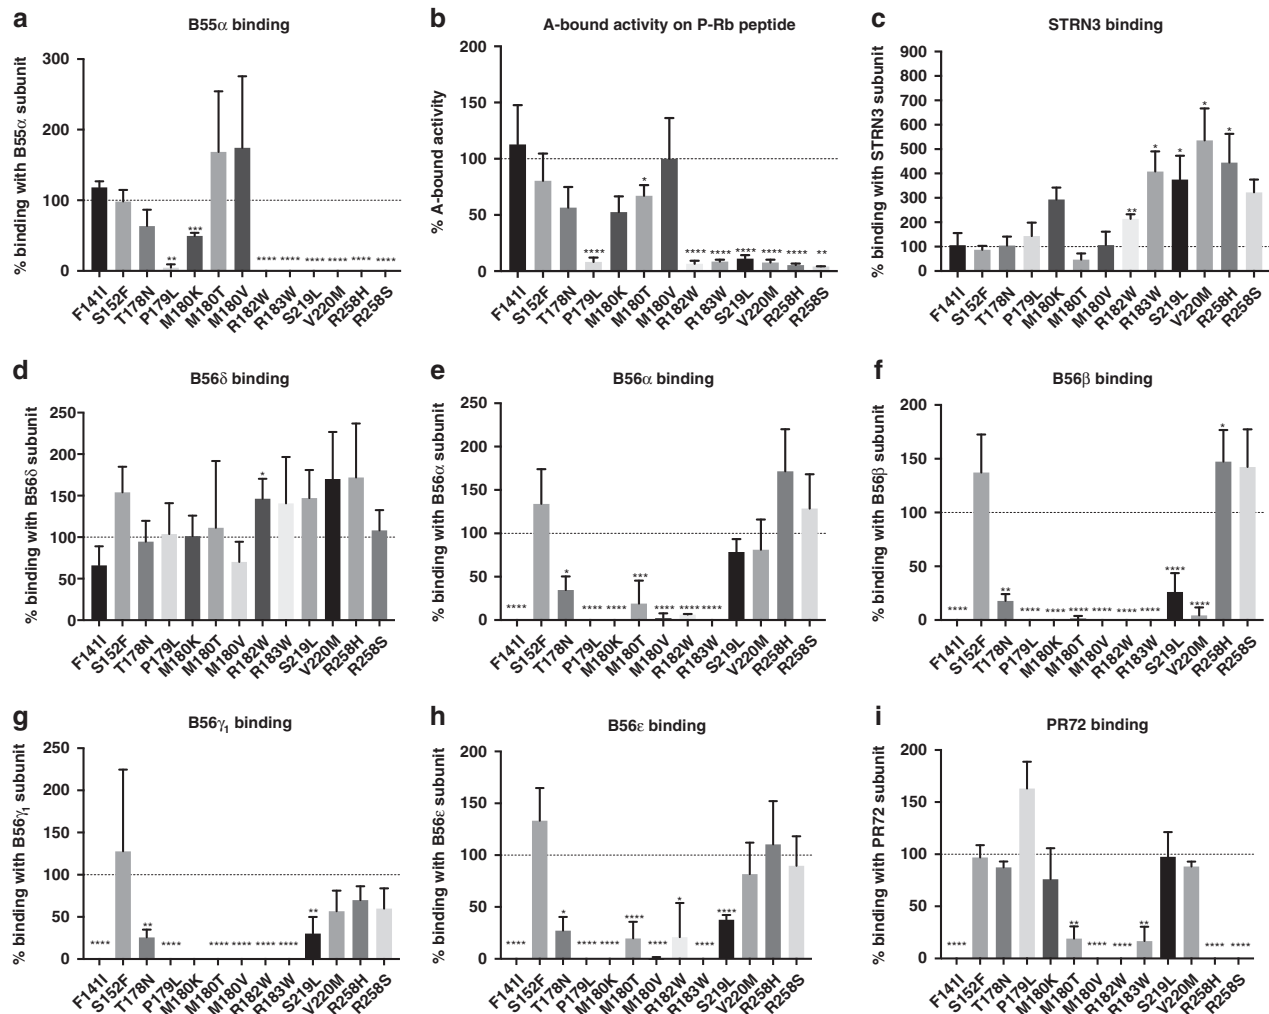 a
B55α binding
% binding with B55α subunit
300
200
100
0
*** 
** **** **** **** **** **** ****
F141I S152F T178N P179L M180K M180T M180V R182W R183W S219L V220M R258H R258S
b
A-bound activity on P-Rb peptide
% A-bound activity
200
150
100
50
0
*
**** **** **** **** **** **** **
F141I S152F T178N P179L M180K M180T M180V R182W R183W S219L V220M R258H R258S
c
STRN3 binding
% binding with STRN3 subunit
900
800
700
600
500
400
300
200
100
0
** * * * *
F141I S152F T178N P179L M180K M180T M180V R182W R183W S219L V220M R258H R258S
d
B56δ binding
% binding with B56δ subunit
250
200
150
100
50
0
*
F141I S152F T178N P179L M180K M180T M180V R182W R183W S219L V220M R258H R258S
e
B56α binding
% binding with B56α subunit
250
200
150
100
50
0
**** * **** **** *** **** **** ****
F141I S152F T178N P179L M180K M180T M180V R182W R183W S219L V220M R258H R258S
f
B56β binding
% binding with B56β subunit
200
150
100
50
0
**** ** **** **** **** **** **** **** **** **** *
F141I S152F T178N P179L M180K M180T M180V R182W R183W S219L V220M R258H R258S
g
B56γ1 binding
% binding with B56γ1 subunit
250
200
150
100
50
0
**** ** **** **** **** **** **** **
F141I S152F T178N P179L M180K M180T M180V R182W R183W S219L V220M R258H R258S
h
B56ε binding
% binding with B56ε subunit
200
150
100
50
0
**** * **** **** **** **** * **** ****
F141I S152F T178N P179L M180K M180T M180V R182W R183W S219L V220M R258H R258S
i
PR72 binding
% binding with PR72 subunit
200
150
100
50
0
**** ** **** **** ** **** ****
F141I S152F T178N P179L M180K M180T M180V R182W R183W S219L V220M R258H R258S